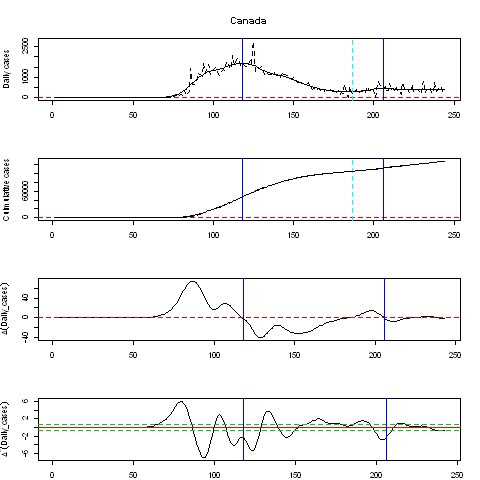 Canada
Daily cases
0 1000 2500
0 50 100 150 200 250
Cumulative cases
0 60000
0 50 100 150 200 250
Δ(Daily_cases)
-40 0 40
0 50 100 150 200 250
Δ²(Daily_cases)
-6 -2 2 6
0 50 100 150 200 250